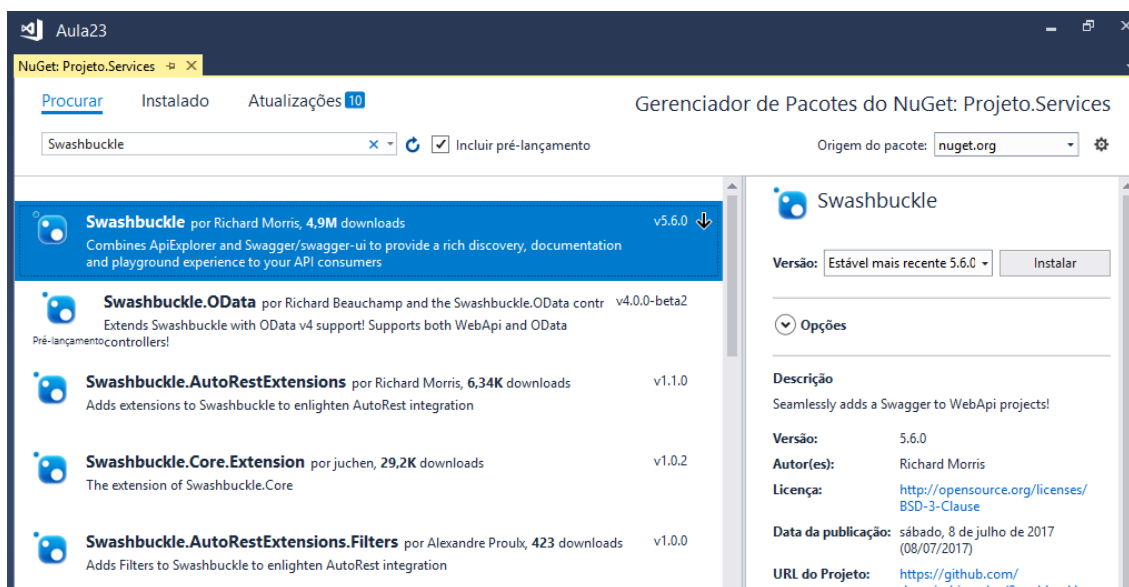 Aula23
NuGet: Projeto.Services
Procurar Instalado Atualizações 10
Gerenciador de Pacotes do NuGet: Projeto.Services
Swashbuckle
Incluir pré-lançamento
Origem do pacote: nuget.org
Swashbuckle por Richard Morris, 4,9M downloads v5.6.0
Combines ApiExplorer and Swagger/swagger-ui to provide a rich discovery, documentation
and playground experience to your API consumers
Swashbuckle.OData por Richard Beauchamp and the Swashbuckle.OData contr v4.0.0-beta2
Extends Swashbuckle with OData v4 support! Supports both WebApi and OData
Pré-lançamento controllers!
Swashbuckle.AutoRestExtensions por Richard Morris, 6,34K downloads v1.1.0
Adds extensions to Swashbuckle to enlighten AutoRest integration
Swashbuckle.Core.Extension por juchen, 29,2K downloads v1.0.2
The extension of Swashbuckle.Core
Swashbuckle.AutoRestExtensions.Filters por Alexandre Proulx, 423 downloads v1.0.0
Adds Filters to Swashbuckle to enlighten AutoRest integration
Swashbuckle
Versão: Estável mais recente 5.6.0 Instalar
Opções
Descrição
Seamlessly adds a Swagger to WebApi projects!
Versão: 5.6.0
Autor(es): Richard Morris
Licença: http://opensource.org/licenses/
BSD-3-Clause
Data da publicação: sábado, 8 de julho de 2017
(08/07/2017)
URL do Projeto: https://github.com/